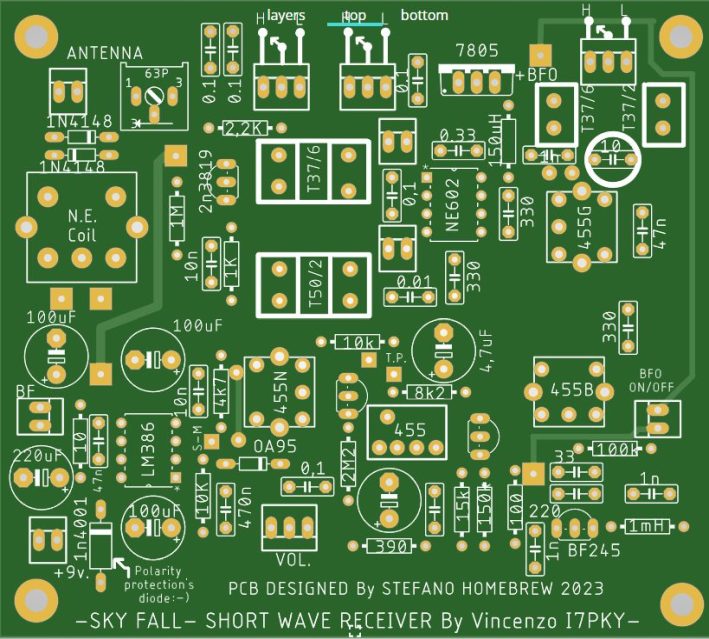 layers top bottom
H L H L H L
ANTENNA
63P
1 3
3
0.1 0.1
0.1
7805
+BFO
1N4148
1N4148
2,2K
2n3819
T37/6
0.33
150uH
T37/6
T37/2
1n
10
N.E.
Coil
1M
0,1
NE602
330
455G
47n
10n
1K
T50/2
0.01
330
330
100uF
100uF
10k
T.P.
4,7uF
BFO
ON/OFF
BF
10n
4k7
455N
8k2
455B
S-M
455
10
47n
LM386
OA95
100k
220uF
0,1
2M2
33
10K
470n
15k
150h
100
1n
1n4001
100uF
220
1mH
VOL.
390
1n
BF245
+9v.
Polarity
protection's
diode:-)
PCB DESIGNED By STEFANO HOMEBREW 2023
-SKY FALL- SHORT WAVE RECEIVER By Vincenzo I7PKY-